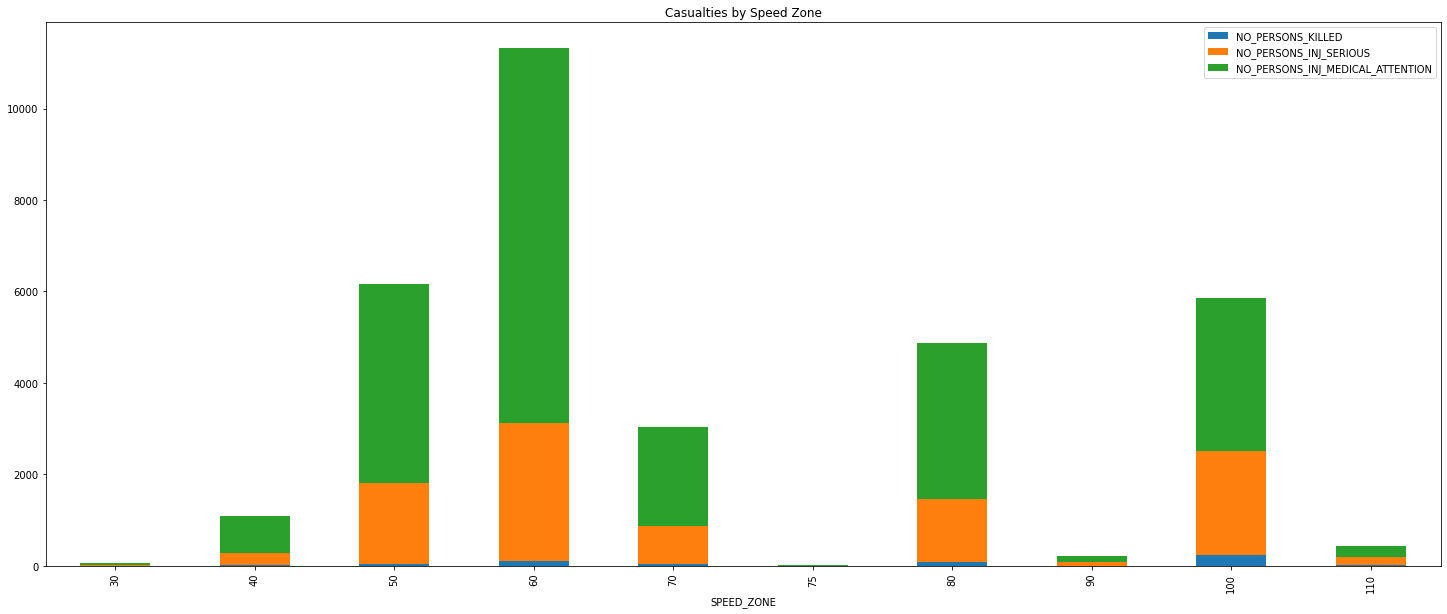 Casualties by Speed Zone
NO_PERSONS_KILLED
NO_PERSONS_INJ_SERIOUS
NO_PERSONS_INJ_MEDICAL_ATTENTION
10000
8000
6000
4000
2000
0
30 40 50 60 70 75 80 90 100 110
SPEED_ZONE